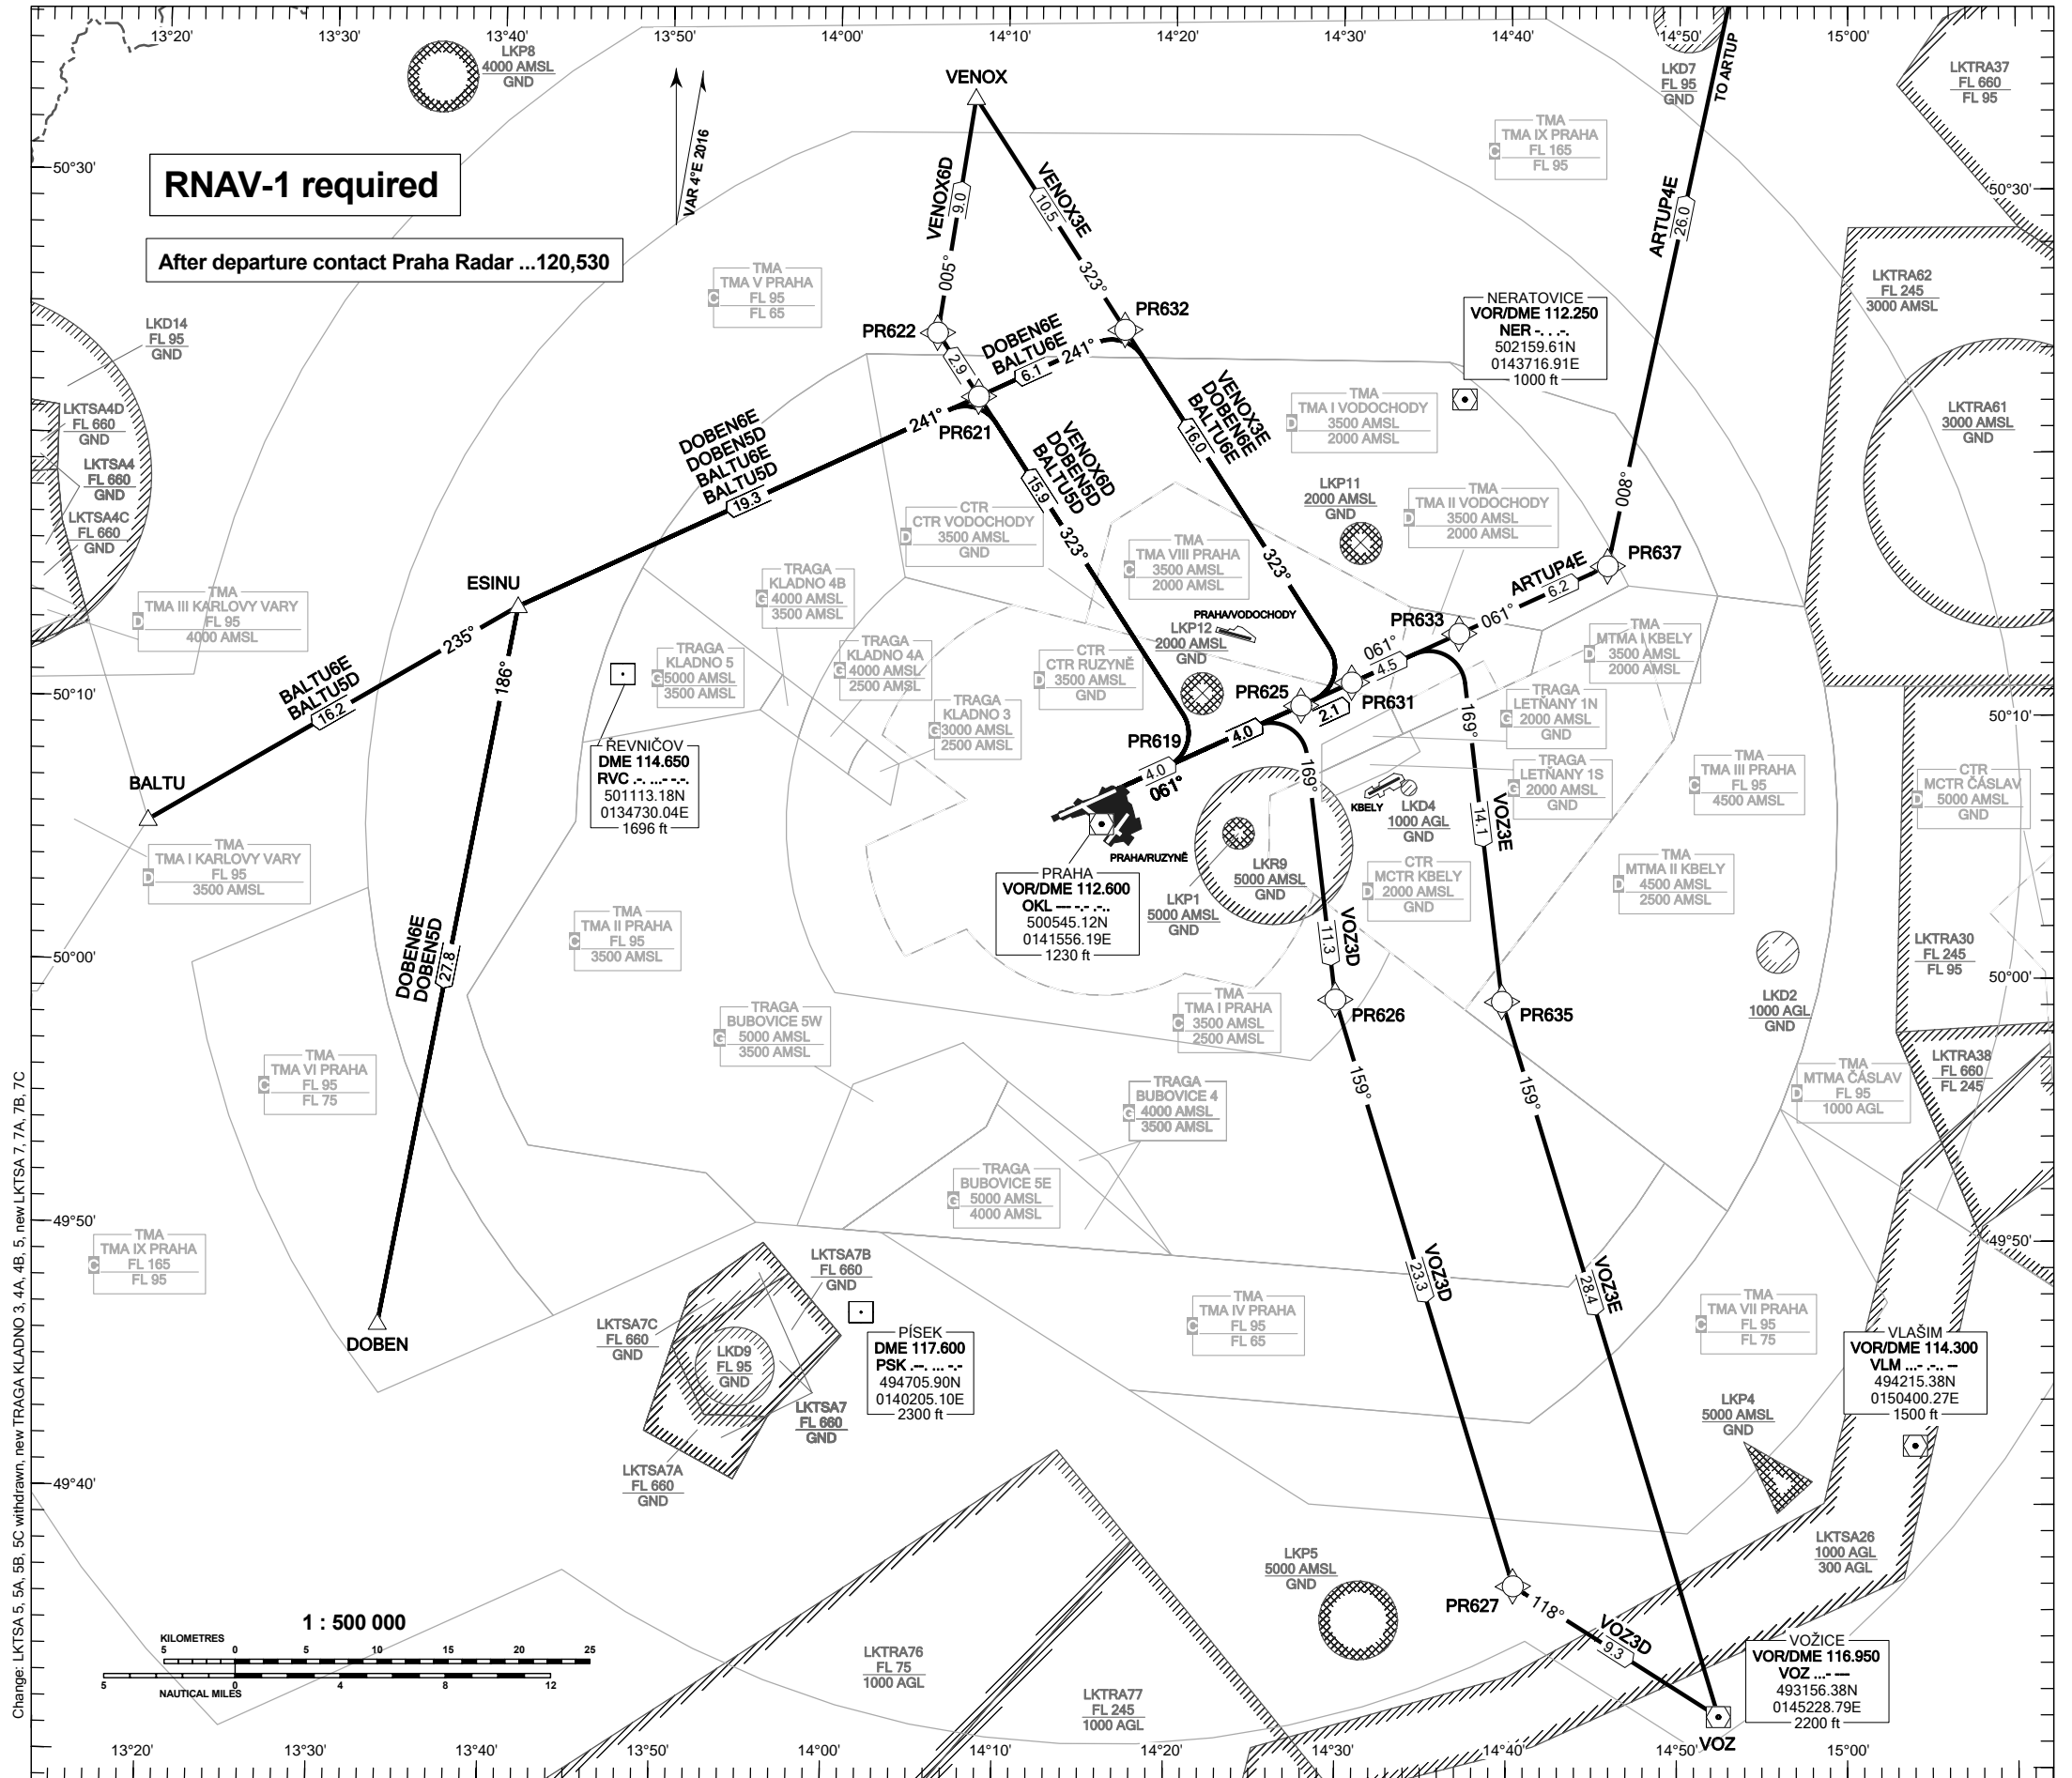 13°20'
13°30'
13°40'
13°50'
14°00'
14°10'
14°20'
14°30'
14°40'
14°50'
15°00'
LKP8
4000 AMSL
GND
VENOX
LKD7
FL 95
GND
TO ARTUP
LKTRA37
FL 660
FL 95
VAR 4°E 2016
TMA
TMA IX PRAHA
C
FL 165
FL 95
50°30'
50°30'
RNAV-1 required
After departure contact Praha Radar ...120,530
VENOX6D
9.0
005°
VENOX3E
10.5
323°
ARTUP4E
26.0
TMA
TMA V PRAHA
C
FL 95
FL 65
LKTRA62
FL 245
3000 AMSL
LKD14
FL 95
GND
PR622
PR632
NERATOVICE
VOR/DME 112.250
NER -. . .-.
502159.61N
0143716.91E
1000 ft
2.9
DOBEN6E
BALTU6E
6.1
241°
PR621
241°
LKTSA4D
FL 660
GND
LKTSA4
FL 660
GND
LKTSA4C
FL 660
GND
DOBEN6E
DOBEN5D
BALTU6E
BALTU5D
19.3
VENOX6D
DOBEN5D
BALTU5D
15.9
323°
VENOX3E
DOBEN6E
BALTU6E
16.0
323°
TMA
TMA I VODOCHODY
D
3500 AMSL
2000 AMSL
LKTRA61
3000 AMSL
GND
LKP11
2000 AMSL
GND
TMA
TMA II VODOCHODY
D
3500 AMSL
2000 AMSL
008°
CTR
CTR VODOCHODY
D
3500 AMSL
GND
TMA
TMA VIII PRAHA
C
3500 AMSL
2000 AMSL
PR637
ARTUP4E
6.2
061°
ESINU
TRAGA
KLADNO 4B
G
4000 AMSL
3500 AMSL
TMA
TMA III KARLOVY VARY
D
FL 95
4000 AMSL
235°
186°
PRAHA/VODOCHODY
LKP12
2000 AMSL
GND
PR633
061°
4.5
TMA
MTMA I KBELY
D
3500 AMSL
2000 AMSL
TRAGA
KLADNO 5
G
5000 AMSL
3500 AMSL
TRAGA
KLADNO 4A
G
4000 AMSL
2500 AMSL
CTR
CTR RUZYNĚ
D
3500 AMSL
GND
BALTU6E
BALTU5D
16.2
50°10'
50°10'
PR625
PR631
2.1
TRAGA
LETŇANY 1N
G
2000 AMSL
GND
TRAGA
KLADNO 3
G
3000 AMSL
2500 AMSL
169°
PR619
4.0
4.0
061°
169°
ŘEVNIČOV
DME 114.650
RVC .-. ...- -.-.
501113.18N
0134730.04E
1696 ft
TRAGA
LETŇANY 1S
G
2000 AMSL
GND
TMA
TMA III PRAHA
C
FL 95
4500 AMSL
CTR
MCTR ČÁSLAV
D
5000 AMSL
GND
BALTU
KBELY
LKD4
1000 AGL
GND
14.1
VOZ3E
TMA
TMA I KARLOVY VARY
D
FL 95
3500 AMSL
PRAHA/RUZYNĚ
LKR9
5000 AMSL
GND
LKP1
5000 AMSL
GND
CTR
MCTR KBELY
D
2000 AMSL
GND
TMA
MTMA II KBELY
D
4500 AMSL
2500 AMSL
PRAHA
VOR/DME 112.600
OKL --- -.- .-..
500545.12N
0141556.19E
1230 ft
TMA
TMA II PRAHA
C
FL 95
3500 AMSL
DOBEN6E
DOBEN5D
27.8
11.3
VOZ3D
LKTRA30
FL 245
FL 95
50°00'
50°00'
LKD2
1000 AGL
GND
PR626
PR635
TRAGA
BUBOVICE 5W
G
5000 AMSL
3500 AMSL
TMA
TMA I PRAHA
C
3500 AMSL
2500 AMSL
TMA
TMA VI PRAHA
C
FL 95
FL 75
159°
159°
LKTRA38
FL 660
FL 245
TMA
MTMA ČÁSLAV
D
FL 95
1000 AGL
TRAGA
BUBOVICE 4
G
4000 AMSL
3500 AMSL
TRAGA
BUBOVICE 5E
G
5000 AMSL
4000 AMSL
49°50'
49°50'
TMA
TMA IX PRAHA
C
FL 165
FL 95
LKTSA7B
FL 660
GND
VOZ3D
23.3
VOZ3E
28.4
TMA
TMA IV PRAHA
C
FL 95
FL 65
TMA
TMA VII PRAHA
C
FL 95
FL 75
DOBEN
LKTSA7C
FL 660
GND
LKD9
FL 95
GND
PÍSEK
DME 117.600
PSK .--. ... -.-
494705.90N
0140205.10E
2300 ft
VLAŠIM
VOR/DME 114.300
VLM ...- .-.. --
494215.38N
0150400.27E
1500 ft
LKTSA7
FL 660
GND
LKP4
5000 AMSL
GND
LKTSA7A
FL 660
GND
49°40'
LKTSA26
1000 AGL
300 AGL
LKP5
5000 AMSL
GND
PR627
118°
VOZ3D
9.3
1 : 500 000
KILOMETRES
5
0
5
10
15
20
25
5
0
4
8
12
NAUTICAL MILES
LKTRA76
FL 75
1000 AGL
LKTRA77
FL 245
1000 AGL
VOŽICE
VOR/DME 116.950
VOZ ...- --- 
493156.38N
0145228.79E
2200 ft
VOZ
13°20'
13°30'
13°40'
13°50'
14°00'
14°10'
14°20'
14°30'
14°40'
14°50'
15°00'
Change: LKTSA 5, 5A, 5B, 5C withdrawn, new TRAGA KLADNO 3, 4A, 4B, 5, new LKTSA 7, 7A, 7B, 7C